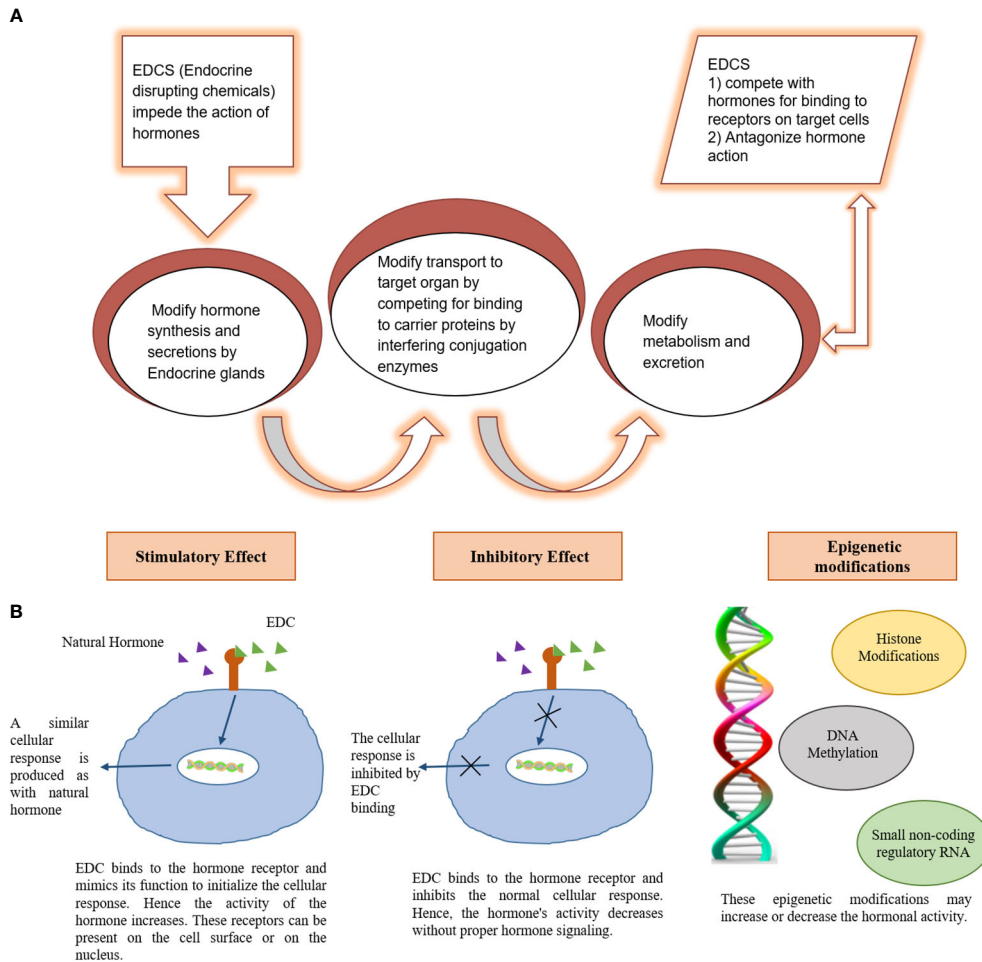 A
EDCS (Endocrine
disrupting chemicals)
impede the action of
hormones
EDCS
1) compete with
hormones for binding to
receptors on target cells
2) Antagonize hormone
action
Modify hormone
synthesis and
secretions by
Endocrine glands
Modify transport to
target organ by
competing for binding
to carrier proteins by
interfering conjugation
enzymes
Modify
metabolism and
excretion
Stimulatory Effect
Inhibitory Effect
Epigenetic
modifications
B
Natural Hormone
EDC
A similar
cellular
response is
produced as
with natural
hormone
EDC binds to the hormone receptor and
mimics its function to initialize the cellular
response. Hence the activity of the
hormone increases. These receptors can be
present on the cell surface or on the
nucleus.
The cellular
response is
inhibited by
EDC
binding
EDC binds to the hormone receptor and
inhibits the normal cellular response.
Hence, the hormone's activity decreases
without proper hormone signaling.
Histone
Modifications
DNA
Methylation
Small non-coding
regulatory RNA
These epigenetic modifications may
increase or decrease the hormonal activity.